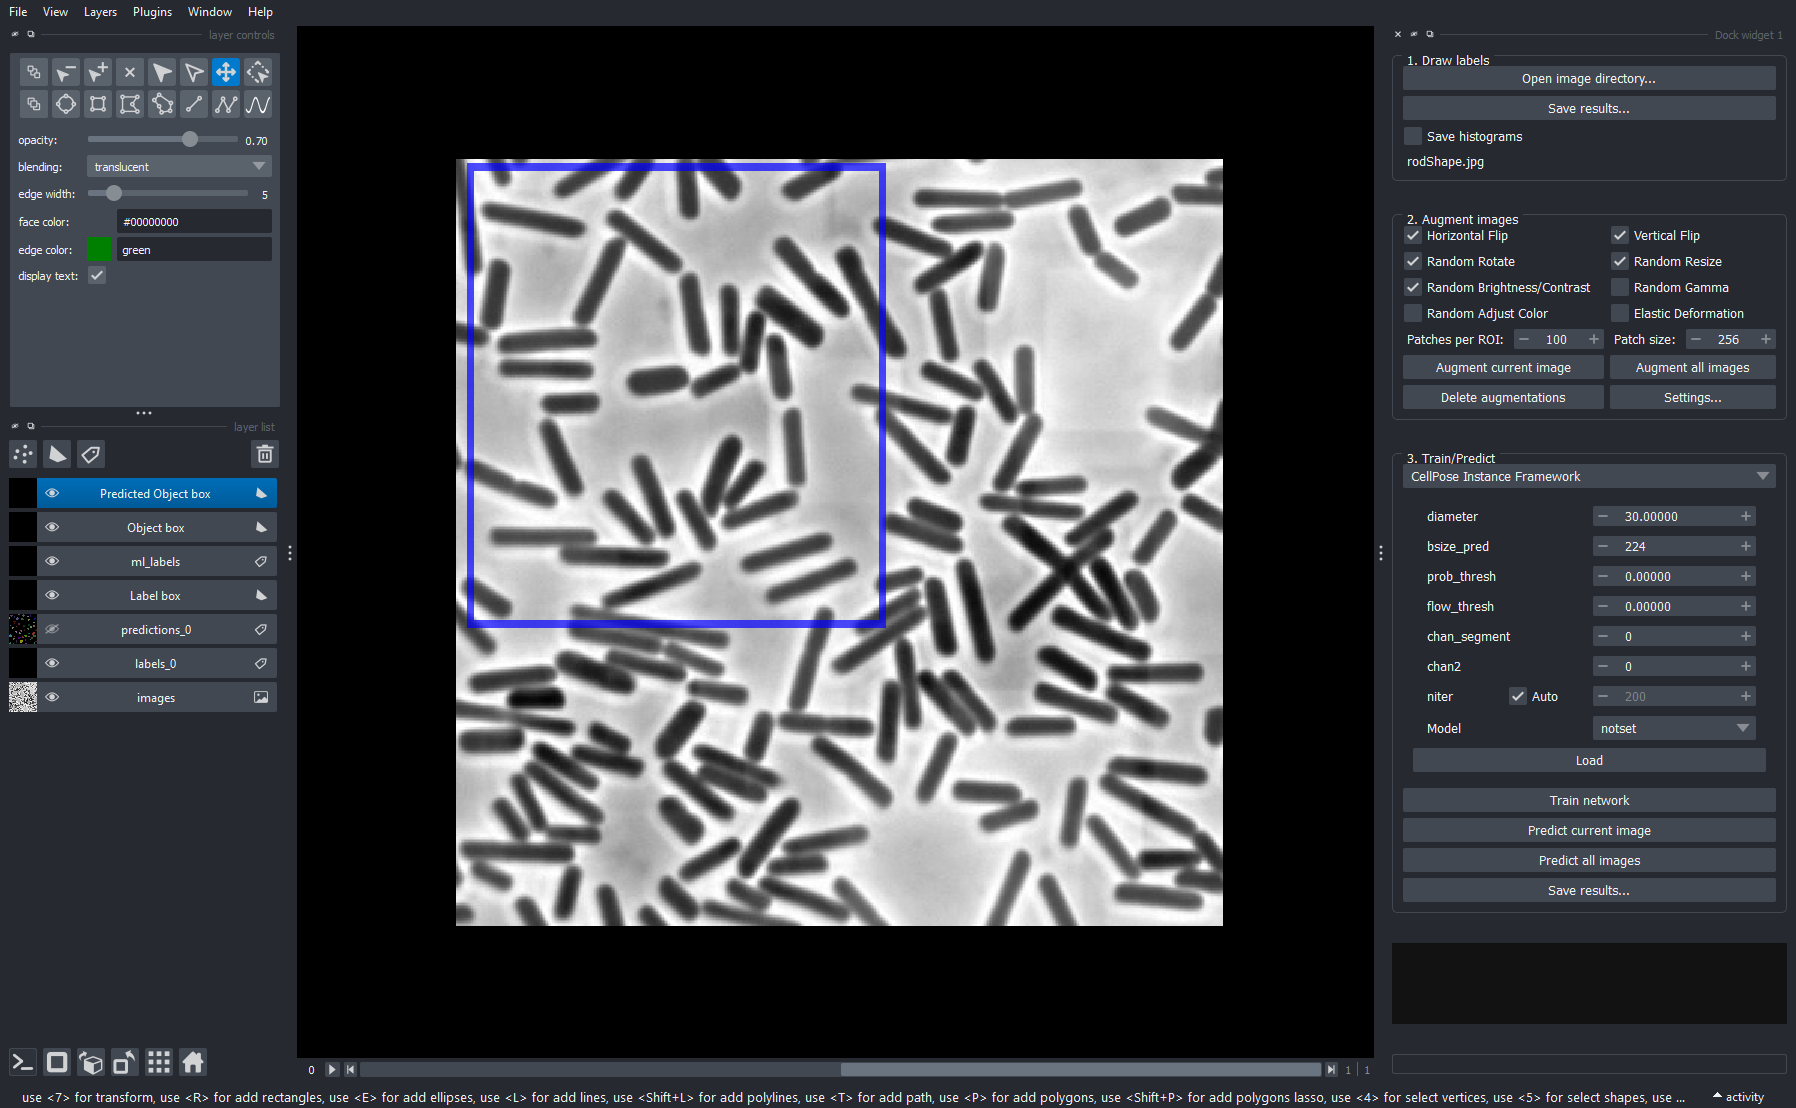 File View Layers Plugins Window Help
layer controls
opacity: 0.70
blending: translucent
edge width: 5
face color: #00000000
edge color: green
display text:
layer list
Predicted Object box
Object box
ml_labels
Label box
predictions_0
labels_0
images
0 1 1
Dock widget 1
1. Draw labels
Open image directory...
Save results...
Save histograms
rodShape.jpg
2. Augment images
Horizontal Flip Vertical Flip
Random Rotate Random Resize
Random Brightness/Contrast Random Gamma
Random Adjust Color Elastic Deformation
Patches per ROI: 100 Patch size: 256
Augment current image Augment all images
Delete augmentations Settings...
3. Train/Predict
CellPose Instance Framework
diameter 30.00000
bsize_pred 224
prob_thresh 0.00000
flow_thresh 0.00000
chan_segment 0
chan2 0
niter Auto 200
Model notset
Load
Train network
Predict current image
Predict all images
Save results...
use <7> for transform, use <R> for add rectangles, use <E> for add ellipses, use <L> for add lines, use <Shift+L> for add polylines, use <T> for add path, use <P> for add polygons, use <Shift+P> for add polygons lasso, use <4> for select vertices, use <5> for select shapes, use ... activity